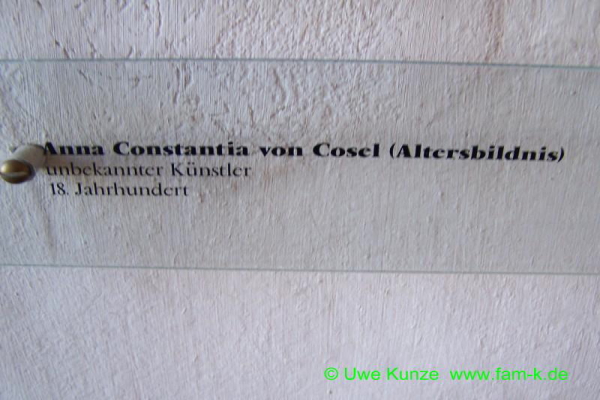 Anna Constantia von Cosel (Altersbildnis)
unbekannter Künstler
18. Jahrhundert
© Uwe Kunze www.fam-k.de